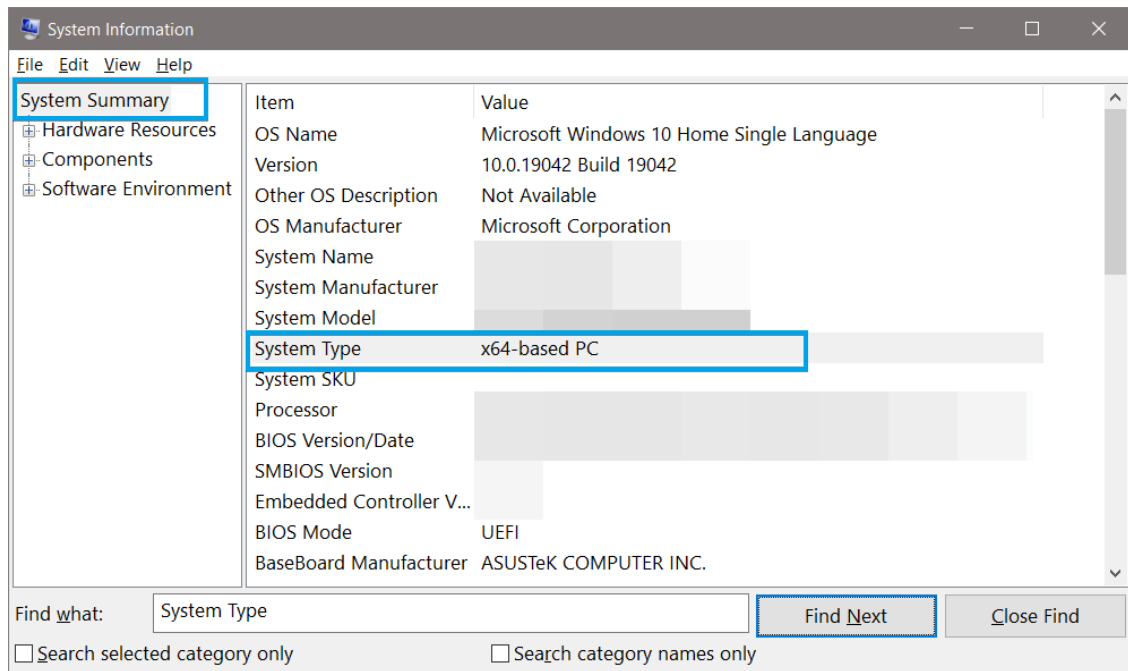 System Information
File Edit View Help
System Summary
Hardware Resources
Components
Software Environment
Item Value
OS Name Microsoft Windows 10 Home Single Language
Version 10.0.19042 Build 19042
Other OS Description Not Available
OS Manufacturer Microsoft Corporation
System Name
System Manufacturer
System Model
System Type x64-based PC
System SKU
Processor
BIOS Version/Date
SMBIOS Version
Embedded Controller V...
BIOS Mode UEFI
BaseBoard Manufacturer ASUSTeK COMPUTER INC.
Find what: System Type Find Next Close Find
Search selected category only Search category names only